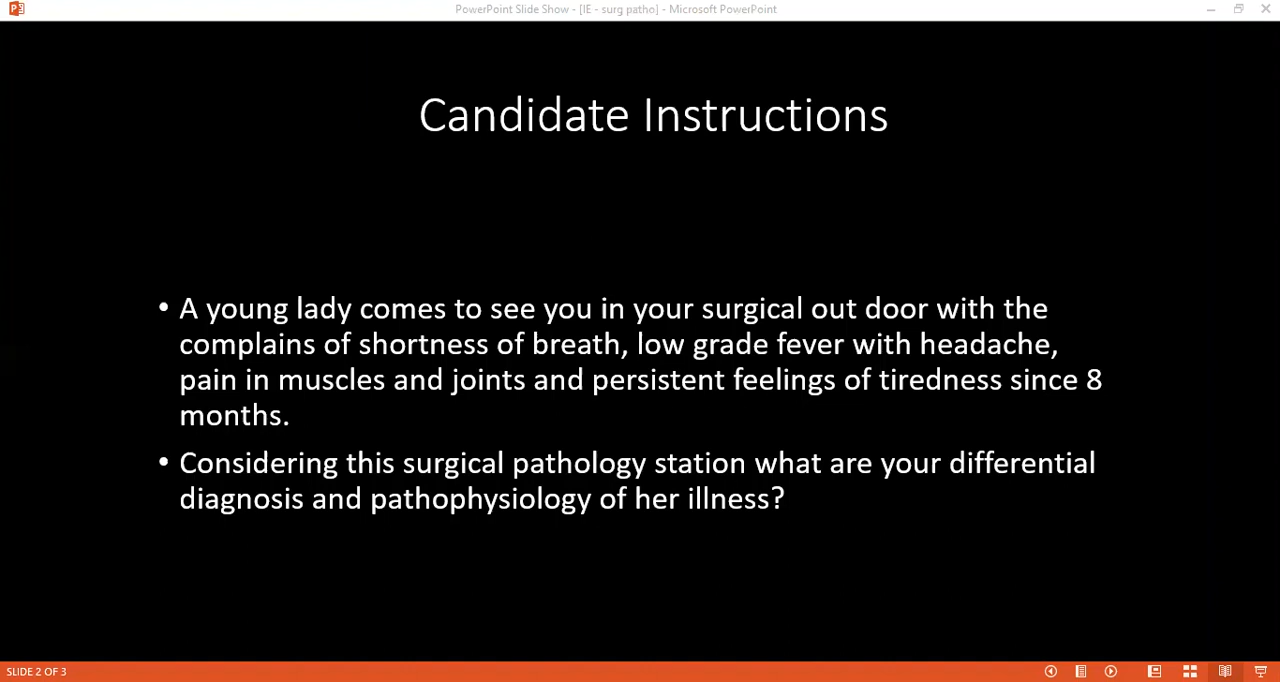 PowerPoint Slide Show - [IE - surg patho] - Microsoft PowerPoint
Candidate Instructions
• A young lady comes to see you in your surgical out door with the
complains of shortness of breath, low grade fever with headache,
pain in muscles and joints and persistent feelings of tiredness since 8
months.
• Considering this surgical pathology station what are your differential
diagnosis and pathophysiology of her illness?
SLIDE 2 OF 3